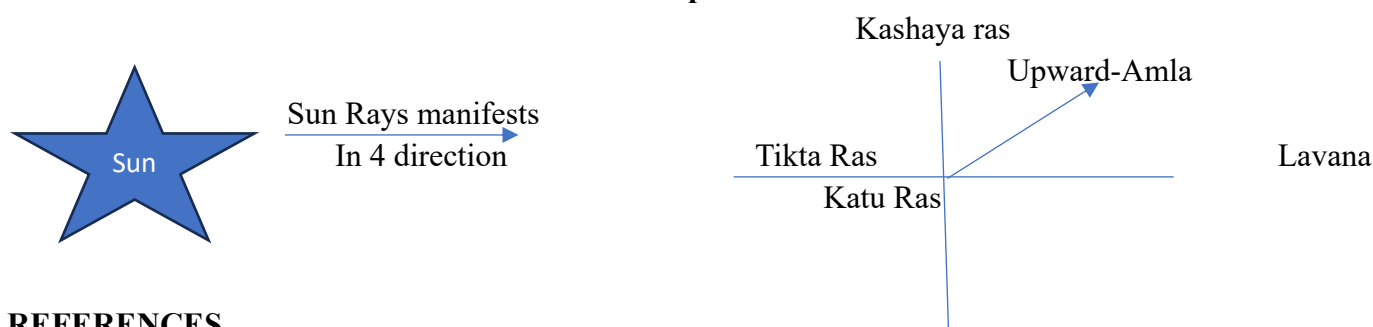 Kashaya ras
Upward-Amla
Sun Rays manifests
In 4 direction
Sun
Tikta Ras
Lavana
Katu Ras
REFERENCES